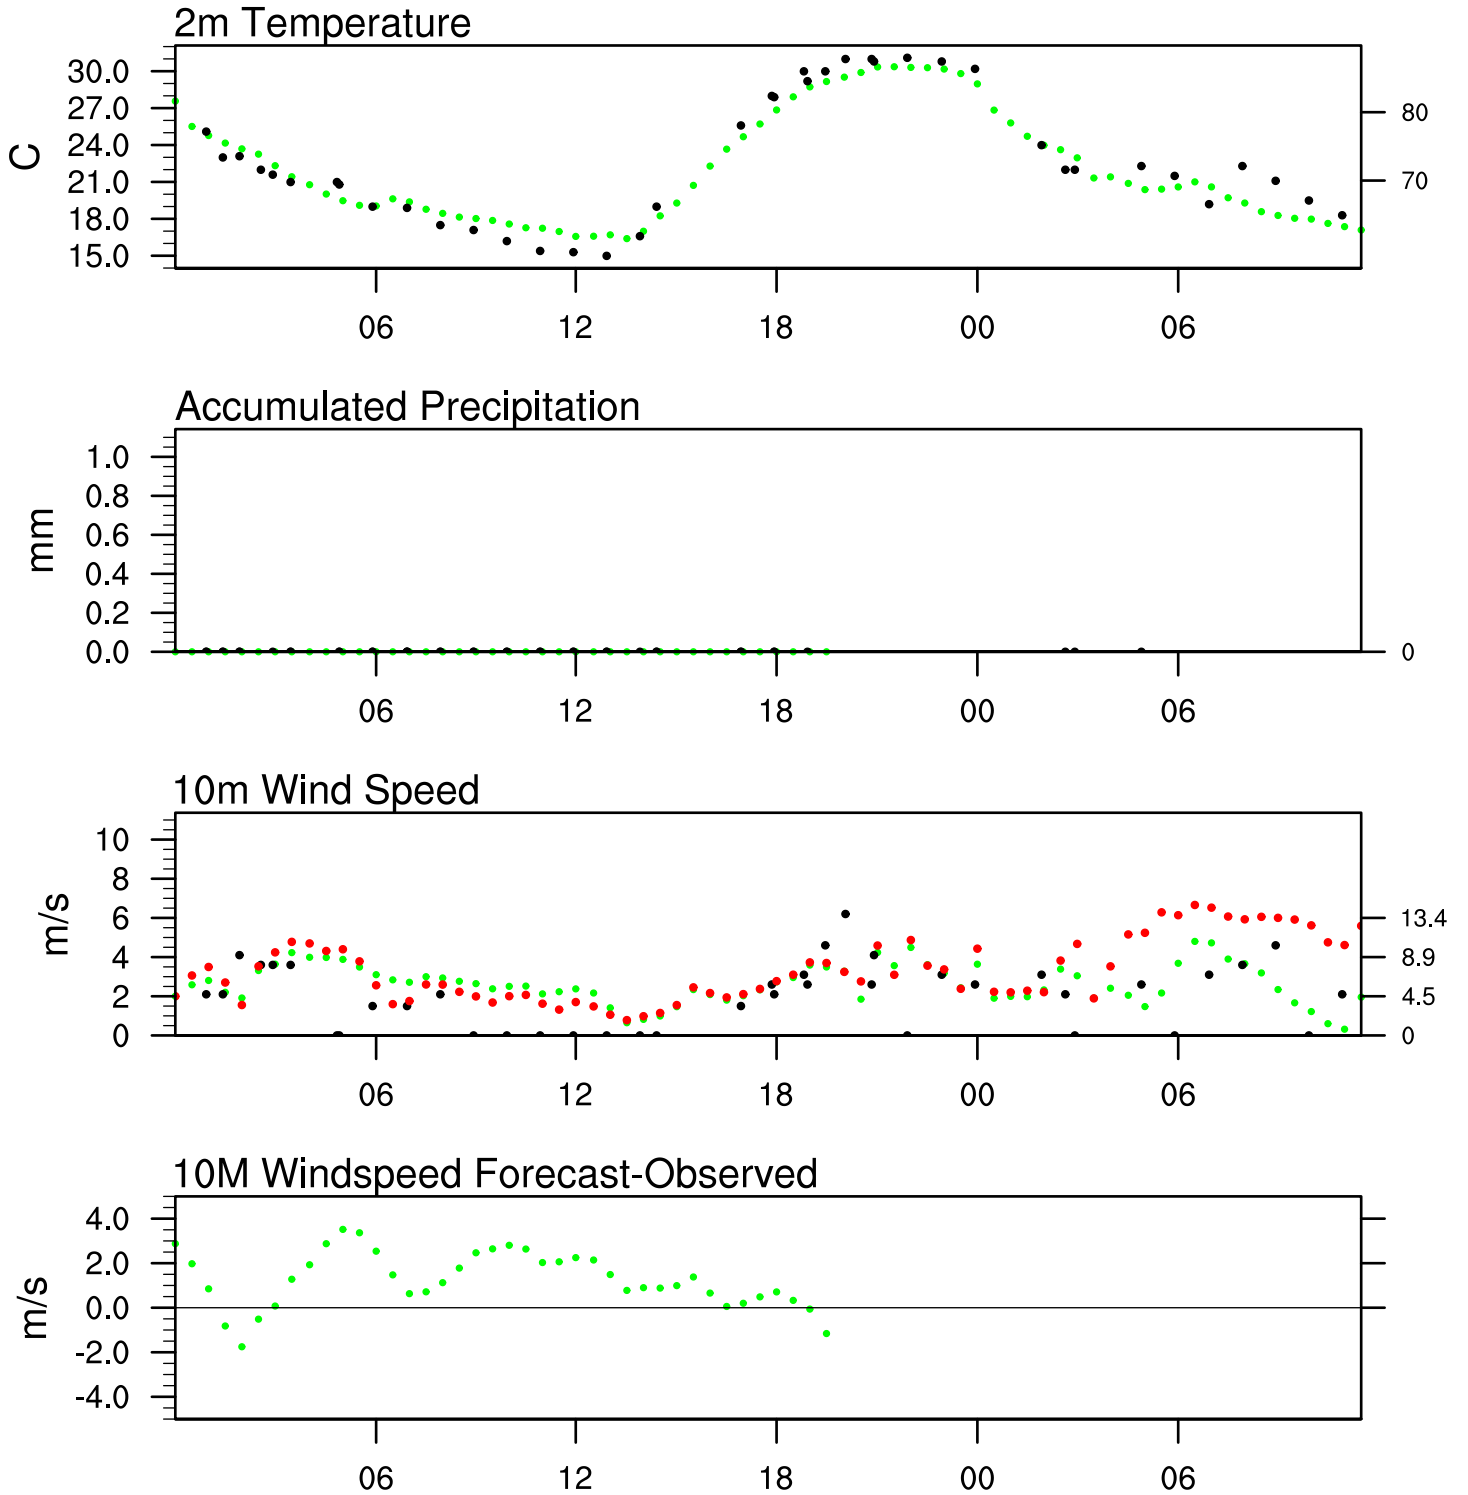 2m Temperature
30.0
27.0
24.0
21.0
18.0
15.0
C
80
70
06 12 18 00 06
Accumulated Precipitation
1.0
0.8
0.6
0.4
0.2
0.0
mm
0
06 12 18 00 06
10m Wind Speed
10
8
6
4
2
0
m/s
13.4
8.9
4.5
0
06 12 18 00 06
10M Windspeed Forecast-Observed
4.0
2.0
0.0
-2.0
-4.0
m/s
06 12 18 00 06